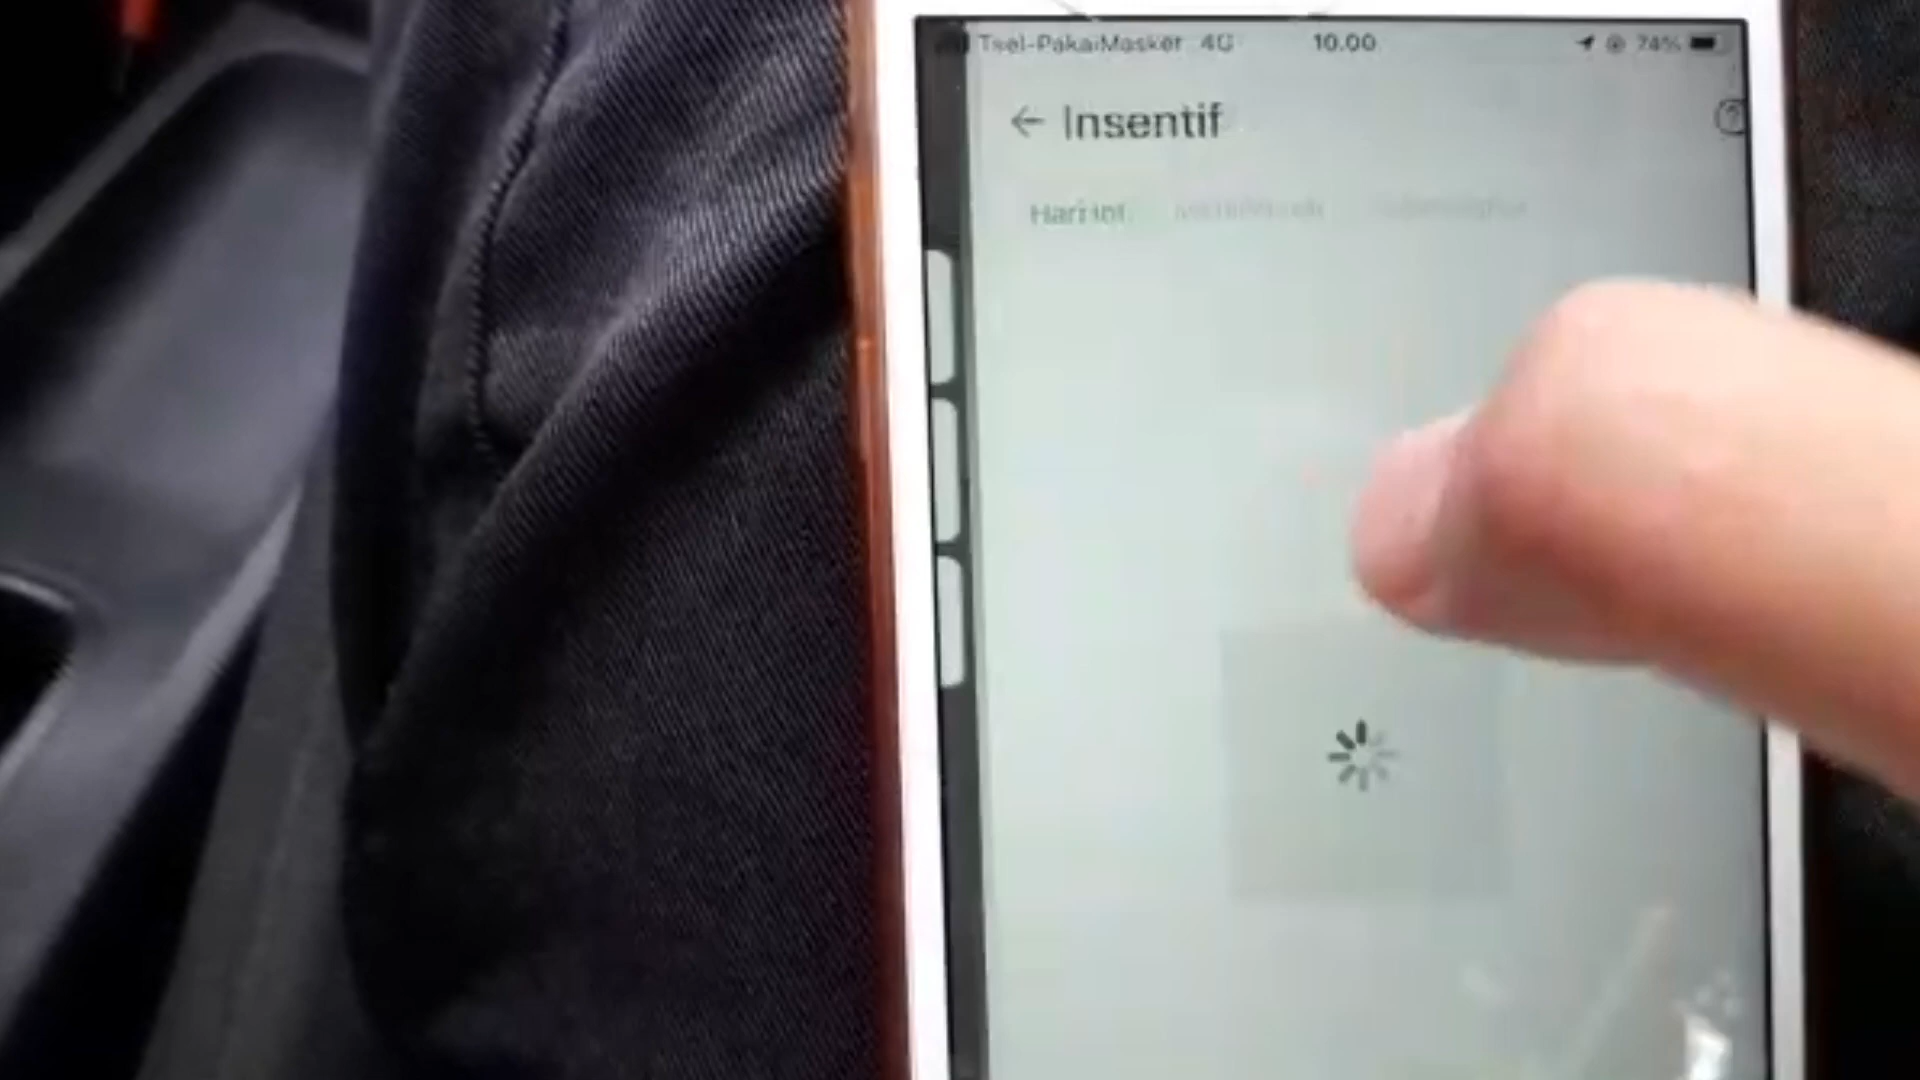 Tsel-PakaiMasker 4G 10.00 74%
← Insentif
Hari ini